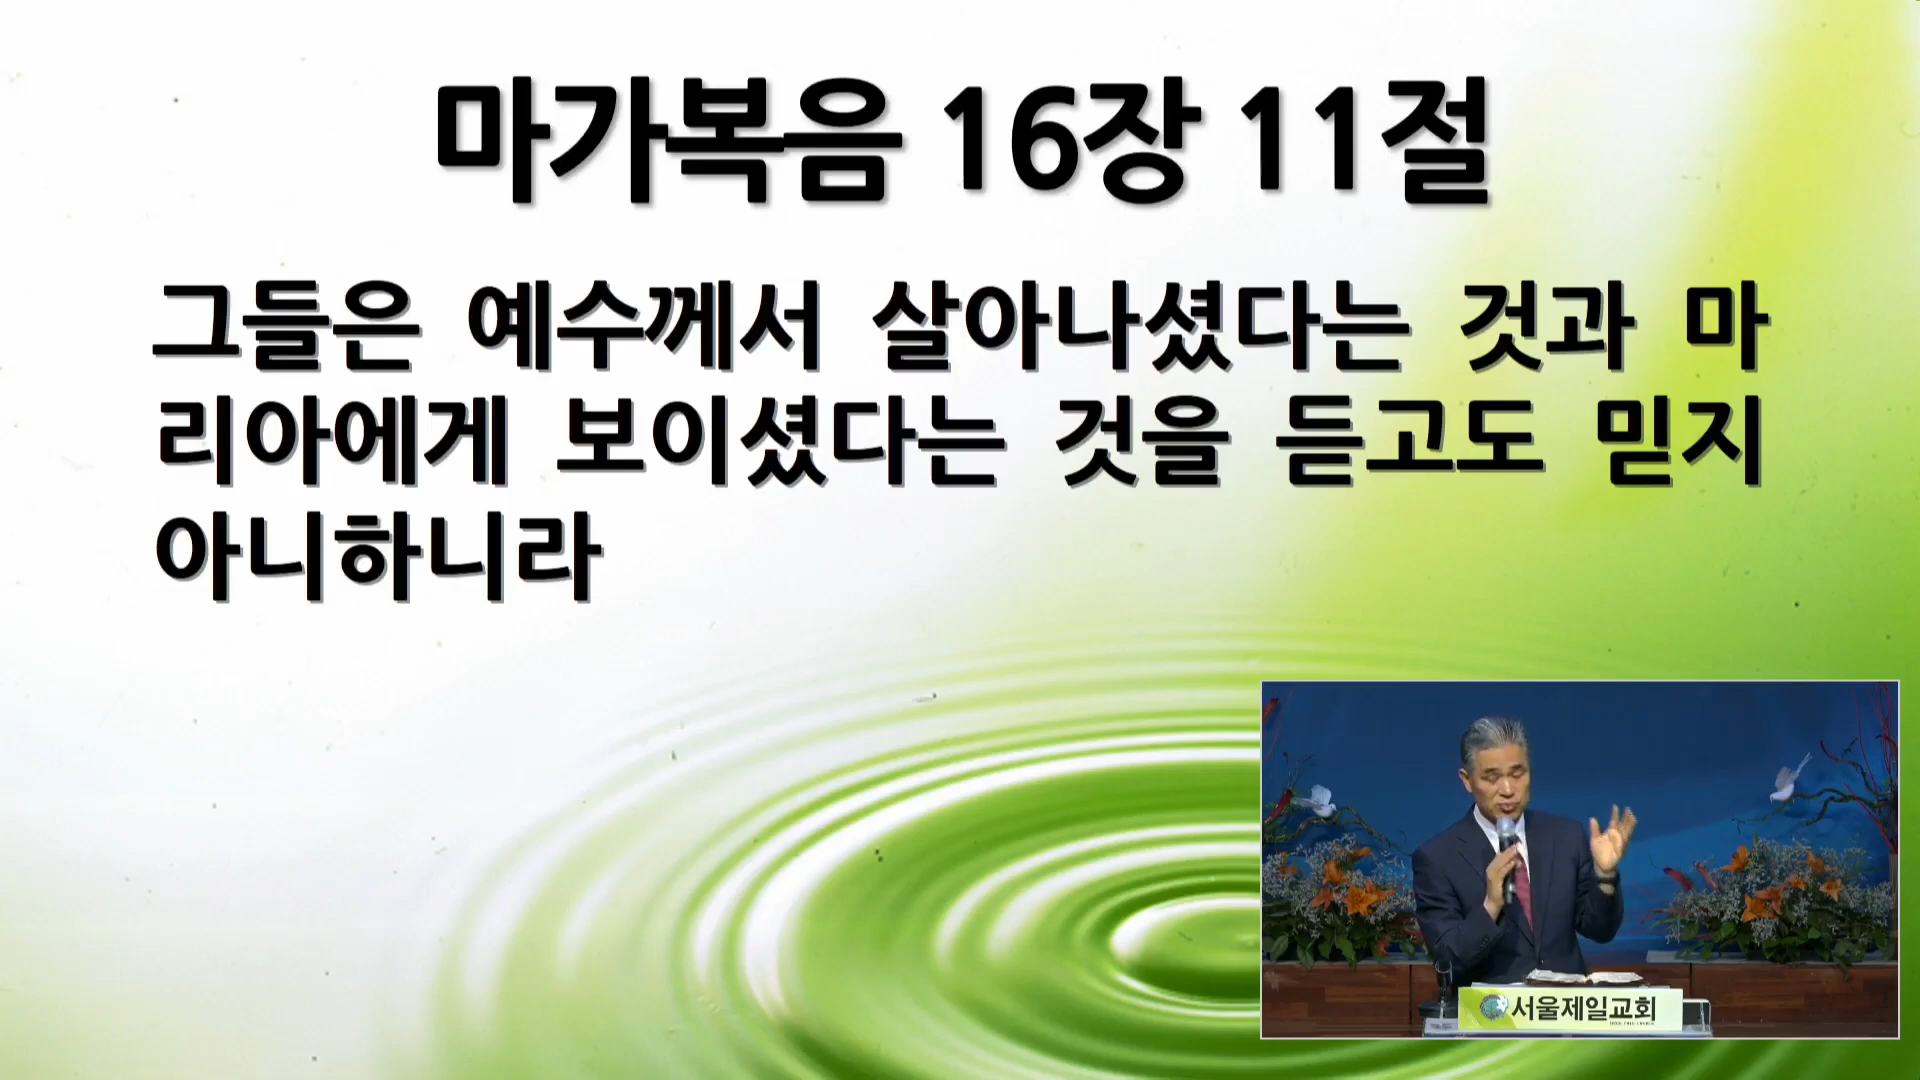 마가복음 16장 11절
그들은 예수께서 살아나셨다는 것과 마
리아에게 보이셨다는 것을 듣고도 믿지
아니하니라
서울제일교회